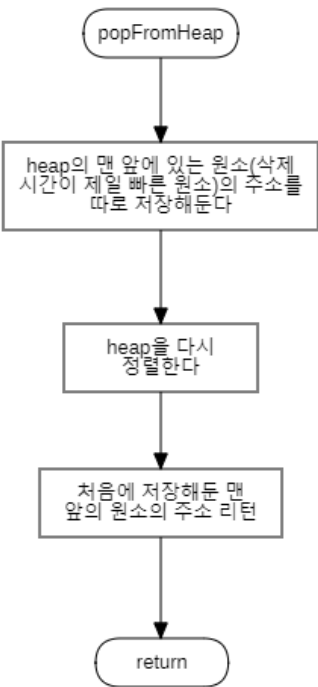 popFromHeap
heap의 맨 앞에 있는 원소(삭제
시간이 제일 빠른 원소)의 주소를
따로 저장해둔다
heap을 다시
정렬한다
처음에 저장해둔 맨
앞의 원소의 주소 리턴
return